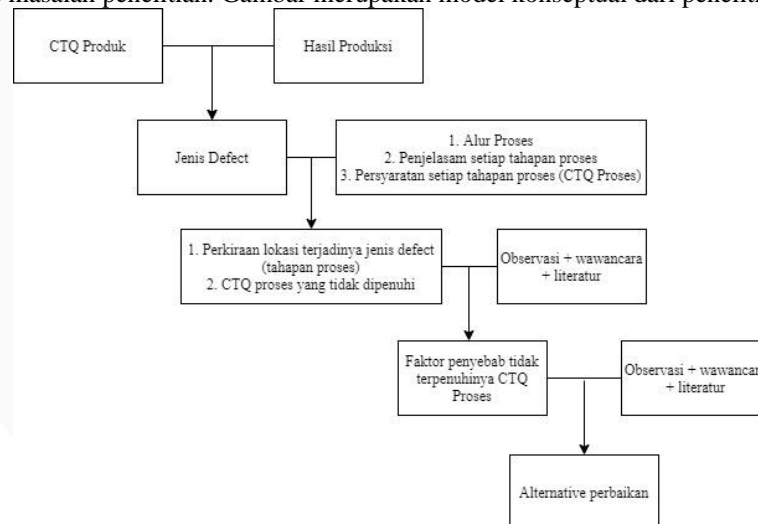 masalah penelitian. Gambar merupakan model konseptual dari
CTQ Produk
Hasil Produksi
Jenis Defect
1. Alur Proses
2. Penjelasam setiap tahapan proses
3. Persyaratan setiap tahapan proses (CTQ Proses)
1. Perkiraan lokasi terjadinya jenis defect
(tahapan proses)
2. CTQ proses yang tidak dipenuhi
Observasi + wawancara
+ literatur
Faktor penyebab tidak
terpenuhinya CTQ
Proses
Observasi + wawancar
+ literatur
Alternative perbaikan